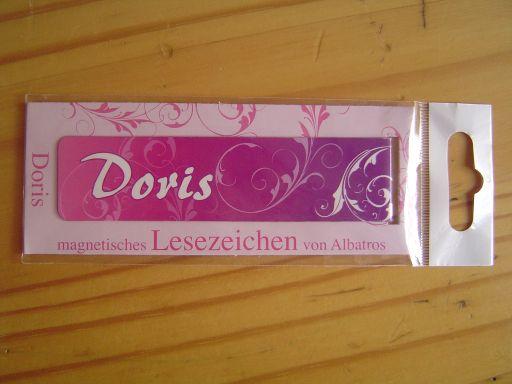 Doris
Doris
magnetisches Lesezeichen von Albatros